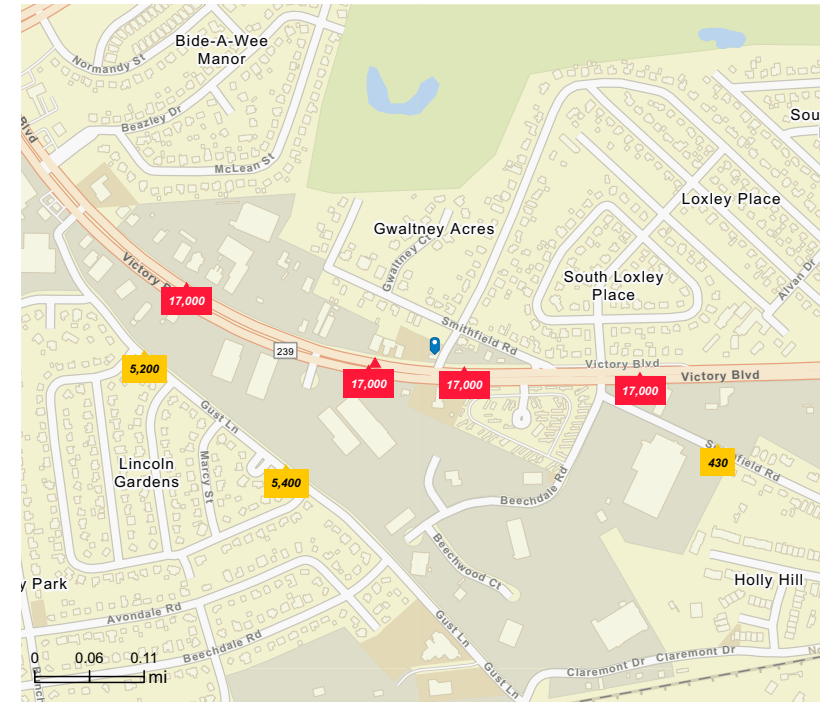 Bide-A-Wee
Manor
Normandy St
Beazley Dr
Blvd
McLean St
Loxley Place
Gwaltney Acres
Gwaltney Ct
South Loxley
Place
Alvan Dr
Victory
17,000
Smithfield Rd
239
Victory Blvd
Victory Blvd
5,200
17,000
17,000
17,000
Gust Ln
Lincoln
Gardens
Marcy St
5,400
430
Beechdale Rd
Beechwood Ct
Park
Holly Hill
Avondale Rd
Beechdale Rd
Gust Ln
Gust Ln
Claremont Dr
Claremont Dr
0 0.06 0.11
mi